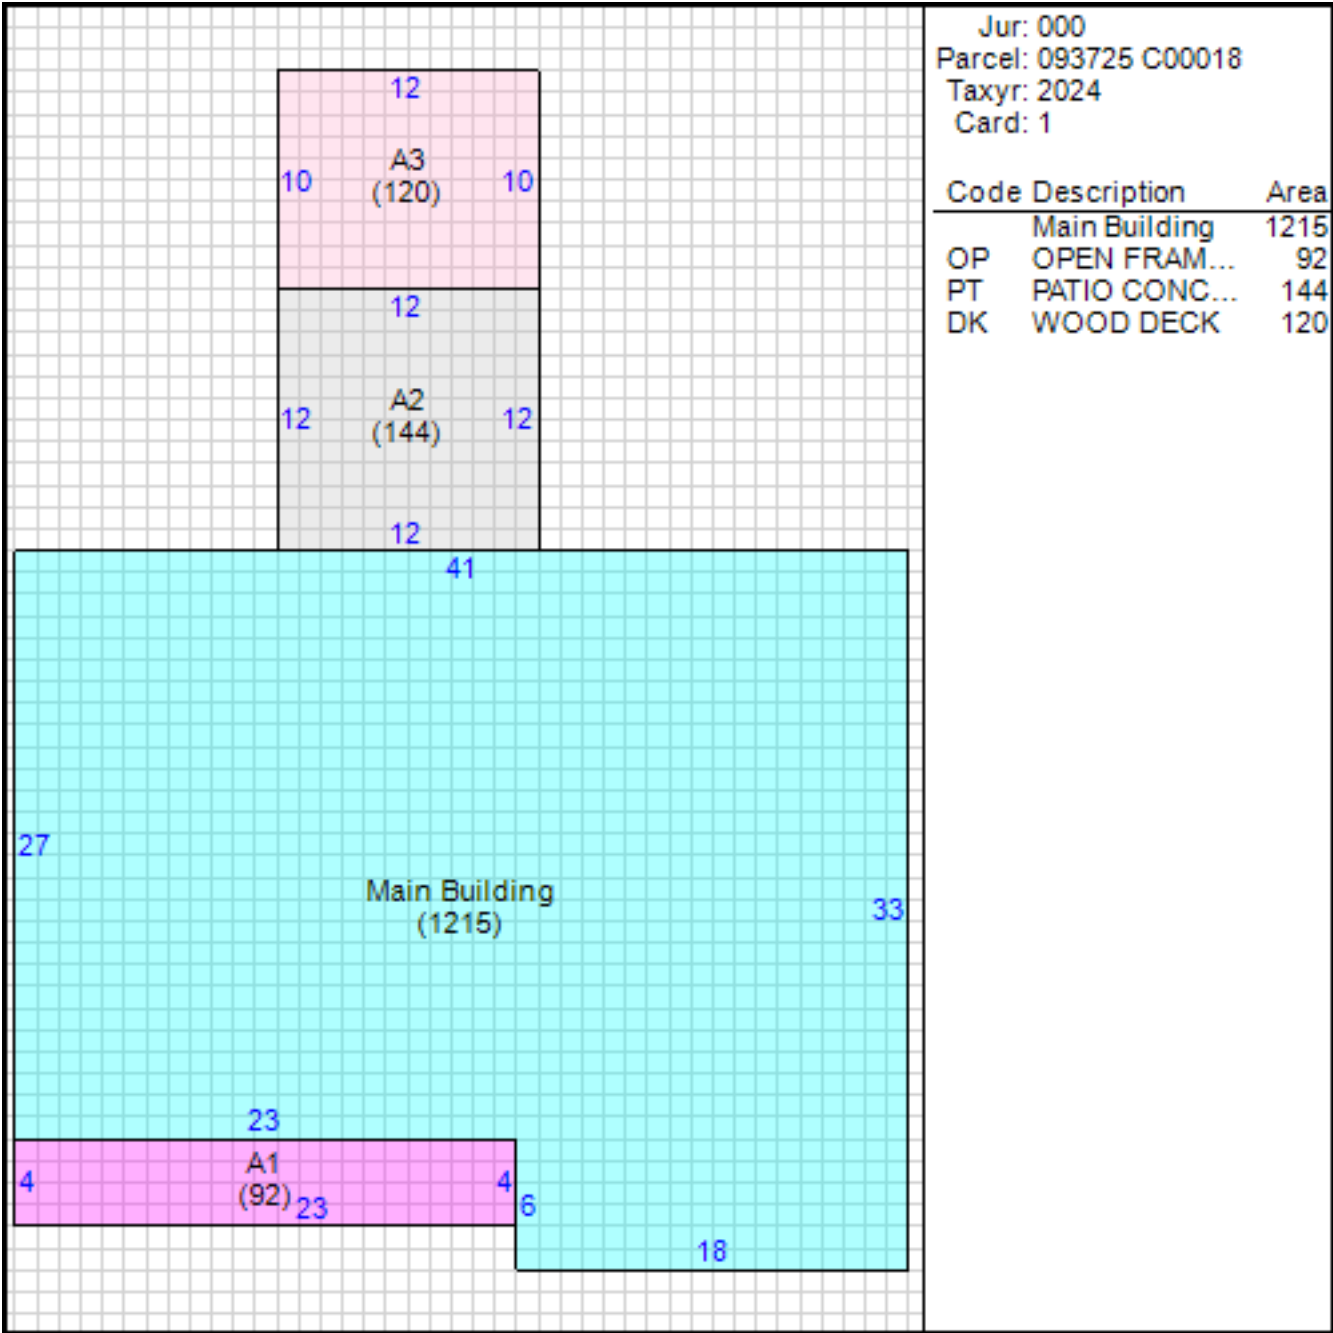 Jur: 000
Parcel: 093725 C00018
Taxyr: 2024
Card: 1
Code Description Area
Main Building 1215
OP OPEN FRAM... 92
PT PATIO CONC... 144
DK WOOD DECK 120
12
A3
10 (120) 10
12
A2
12 (144) 12
12
41
27
Main Building
(1215)
33
23
A1
4 (92) 23 4
6
18